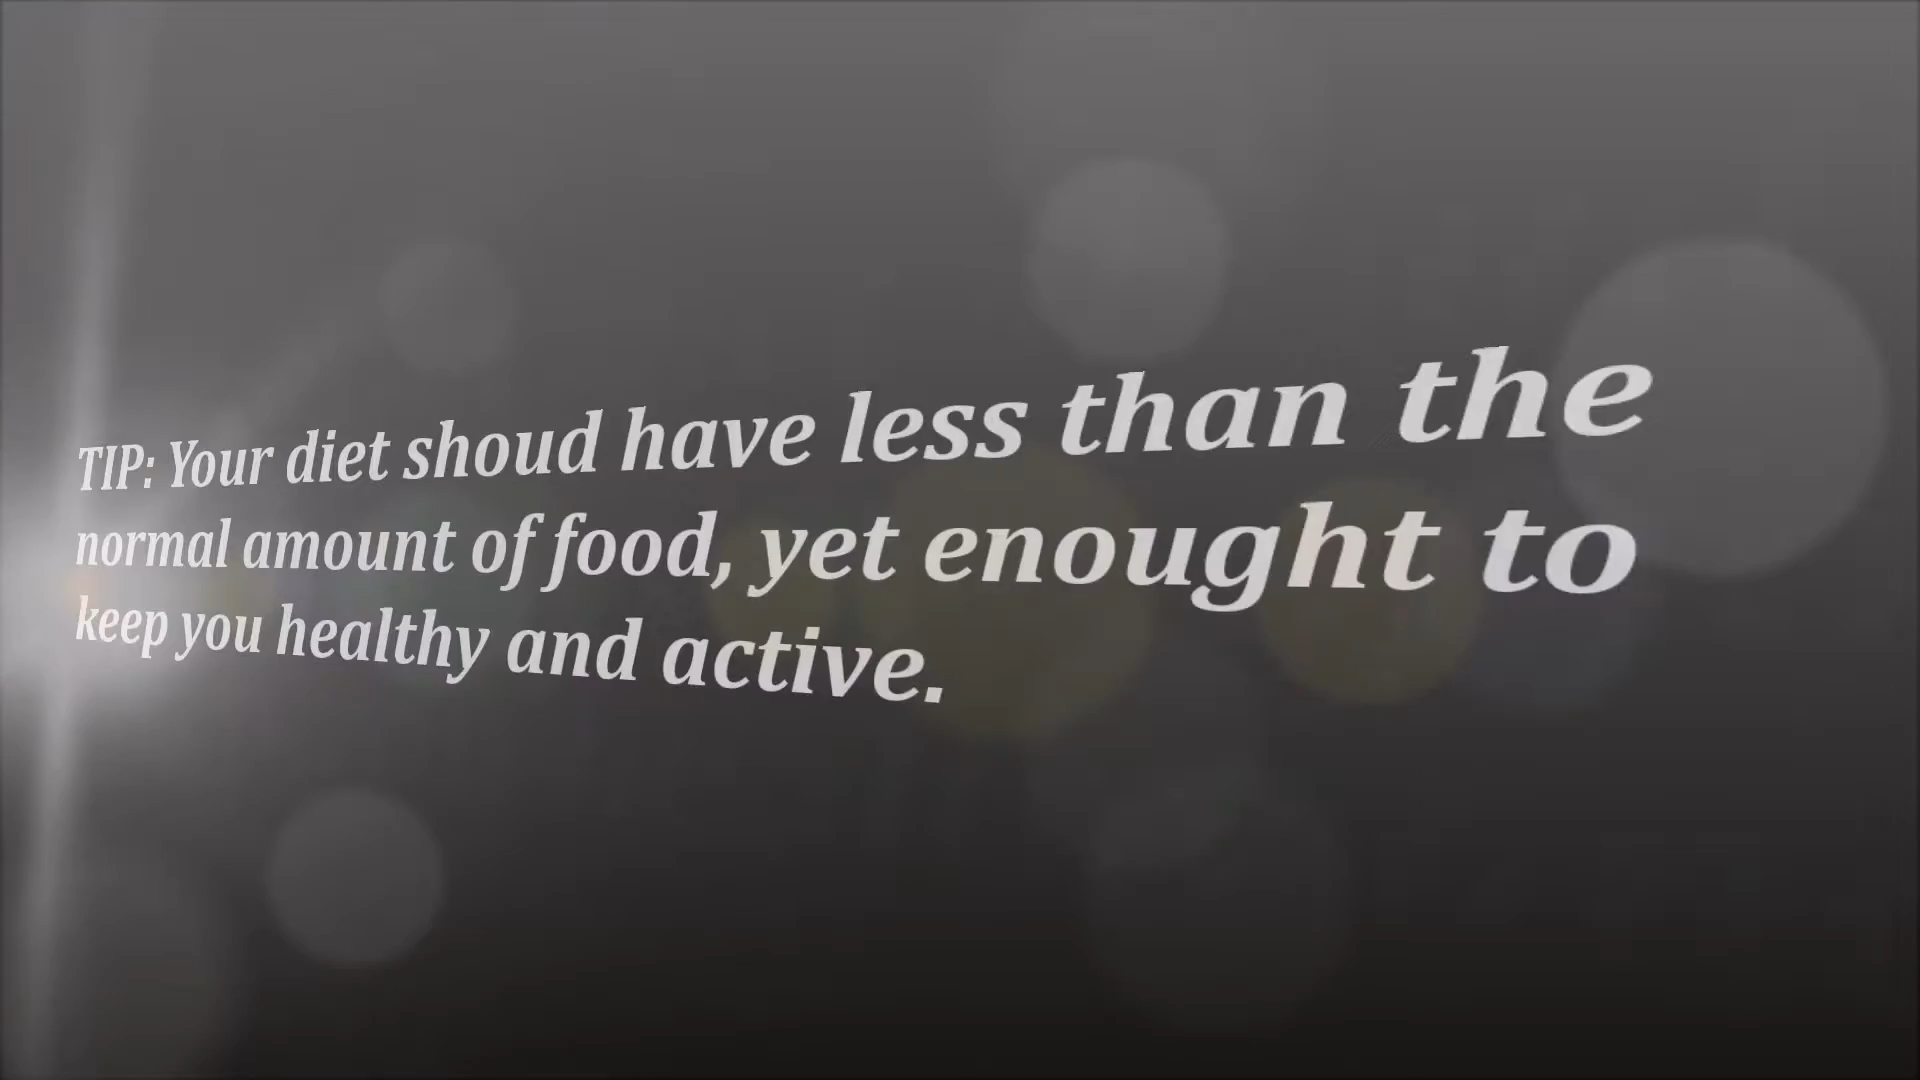 TIP: Your diet shoud have less than the
normal amount of food, yet enought to
keep you healthy and active.